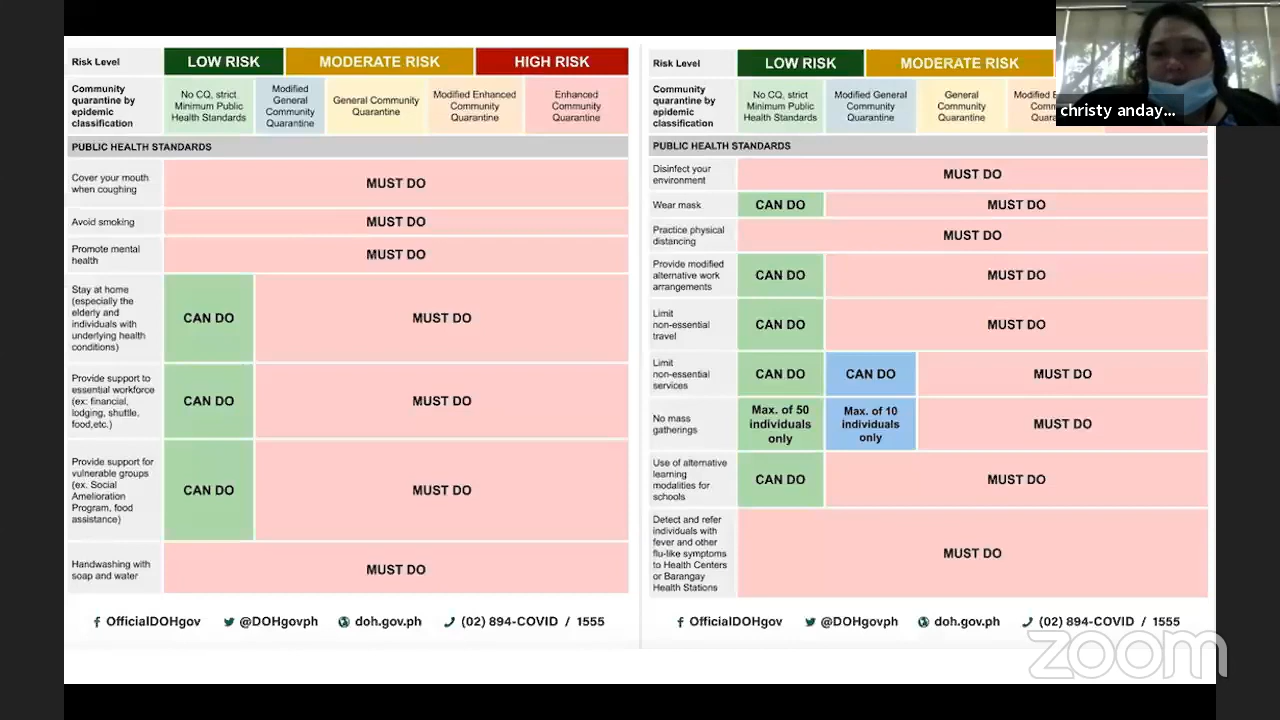 Risk Level
LOW RISK
MODERATE RISK
HIGH RISK
Community
quarantine by
epidemic
classification
No CQ, strict
Minimum Public
Health Standards
Modified
General
Community
Quarantine
General Community
Quarantine
Modified Enhanced
Community
Quarantine
Enhanced
Community
Quarantine
PUBLIC HEALTH STANDARDS
Cover your mouth
when coughing
MUST DO
Avoid smoking
MUST DO
Promote mental
health
MUST DO
Stay at home
(especially the
elderly and
individuals with
underlying health
conditions)
CAN DO
MUST DO
Provide support to
essential workforce
(ex: financial,
lodging, shuttle,
food,etc.)
CAN DO
MUST DO
Provide support for
vulnerable groups
(ex. Social
Amelioration
Program, food
assistance)
CAN DO
MUST DO
Handwashing with
soap and water
MUST DO
OfficialDOHgov
@DOHgovph
doh.gov.ph
(02) 894-COVID / 1555
Risk Level
LOW RISK
MODERATE RISK
Community
quarantine by
epidemic
classification
No CQ, strict
Minimum Public
Health Standards
Modified General
Community
Quarantine
General
Community
Quarantine
Modified E
Comm
Quara
christy anday...
PUBLIC HEALTH STANDARDS
Disinfect your
environment
MUST DO
Wear mask
CAN DO
MUST DO
Practice physical
distancing
MUST DO
Provide modified
alternative work
arrangements
CAN DO
MUST DO
Limit
non-essential
travel
CAN DO
MUST DO
Limit
non-essential
services
CAN DO
CAN DO
MUST DO
No mass
gatherings
Max. of 50
individuals
only
Max. of 10
individuals
only
MUST DO
Use of alternative
learning
modalities for
schools
CAN DO
MUST DO
Detect and refer
individuals with
fever and other
flu-like symptoms
to Health Centers
or Barangay
Health Stations
MUST DO
OfficialDOHgov
@DOHgovph
doh.gov.ph
(02) 894-COVID / 1555
zoom